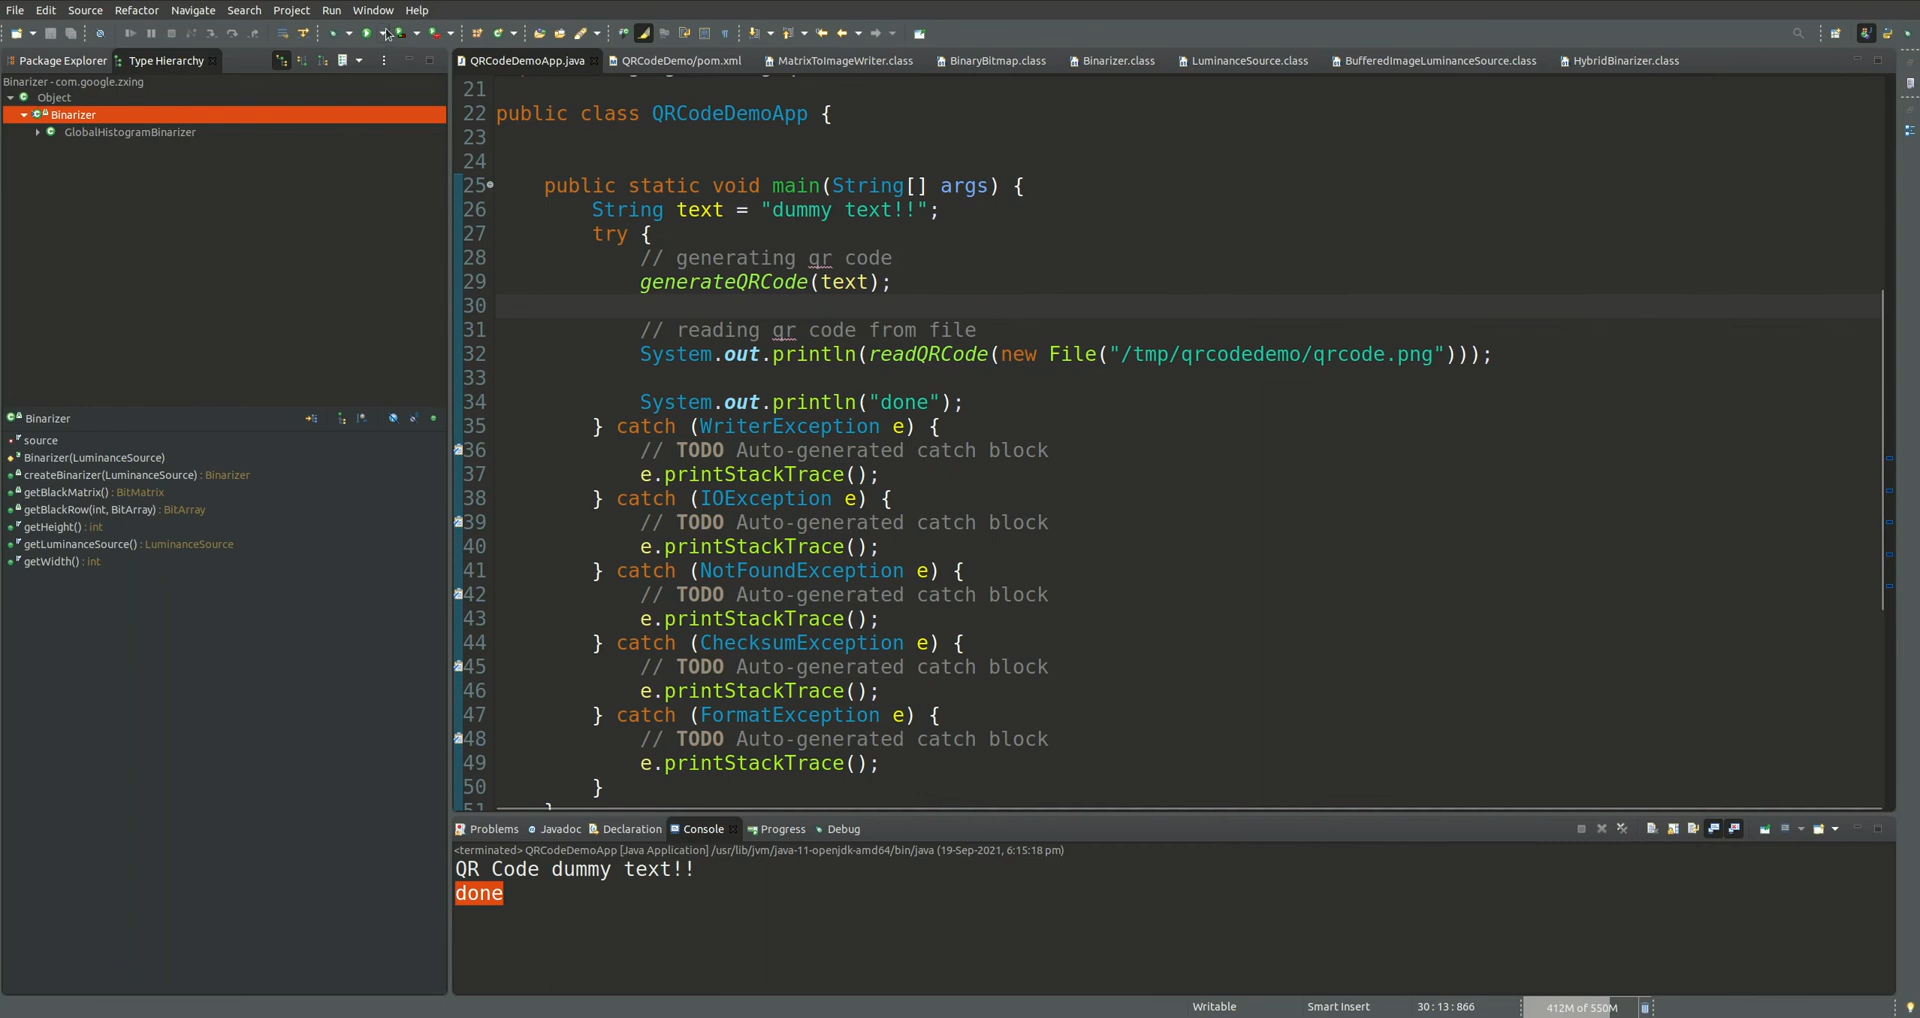 File Edit Source Refactor Navigate Search Project Run Window Help
Package Explorer Type Hierarchy
Binarizer - com.google.zxing
Object
Binarizer
GlobalHistogramBinarizer
Binarizer
source
Binarizer(LuminanceSource)
createBinarizer(LuminanceSource) : Binarizer
getBlackMatrix() : BitMatrix
getBlackRow(int, BitArray) : BitArray
getHeight() : int
getLuminanceSource() : LuminanceSource
getWidth() : int
QRCodeDemoApp.java QRCodeDemo/pom.xml MatrixToImageWriter.class BinaryBitmap.class Binarizer.class LuminanceSource.class BufferedImageLuminanceSource.class HybridBinarizer.class
21
22 public class QRCodeDemoApp {
23
24
25 public static void main(String[] args) {
26 String text = "dummy text!!";
27 try {
28 // generating qr code
29 generateQRCode(text);
30
31 // reading qr code from file
32 System.out.println(readQRCode(new File("/tmp/qrcodedemo/qrcode.png")));
33
34 System.out.println("done");
35 } catch (WriterException e) {
36 // TODO Auto-generated catch block
37 e.printStackTrace();
38 } catch (IOException e) {
39 // TODO Auto-generated catch block
40 e.printStackTrace();
41 } catch (NotFoundException e) {
42 // TODO Auto-generated catch block
43 e.printStackTrace();
44 } catch (ChecksumException e) {
45 // TODO Auto-generated catch block
46 e.printStackTrace();
47 } catch (FormatException e) {
48 // TODO Auto-generated catch block
49 e.printStackTrace();
50 }
51 }
Problems Javadoc Declaration Console Progress Debug
<terminated> QRCodeDemoApp [Java Application] /usr/lib/jvm/java-11-openjdk-amd64/bin/java (19-Sep-2021, 6:15:18 pm)
QR Code dummy text!!
done
Writable Smart Insert 30 : 13 : 866 412M of 550M